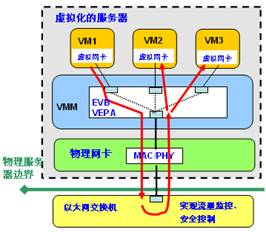 虚拟化的服务器
VM1
VM2
VM3
虚拟网卡
虚拟网卡
虚拟网卡
VMM
EVB
VEPA
物理网卡
MAC/PHY
物理服务
器边界
以太网交换机
实现流量监控、
安全控制